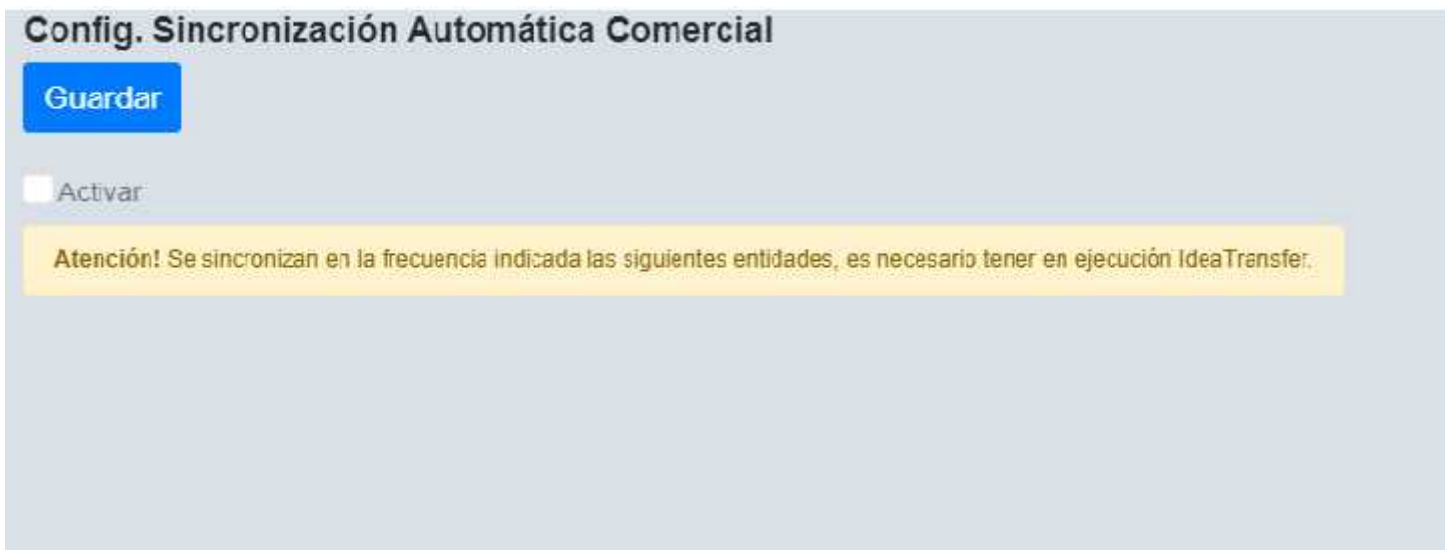 Config. Sincronización Automática Comercial
Guardar
Activar
Atención! Se sincronizan en la frecuencia indicada las siguientes entidades, es necesario tener en ejecución IdeaTransfer.